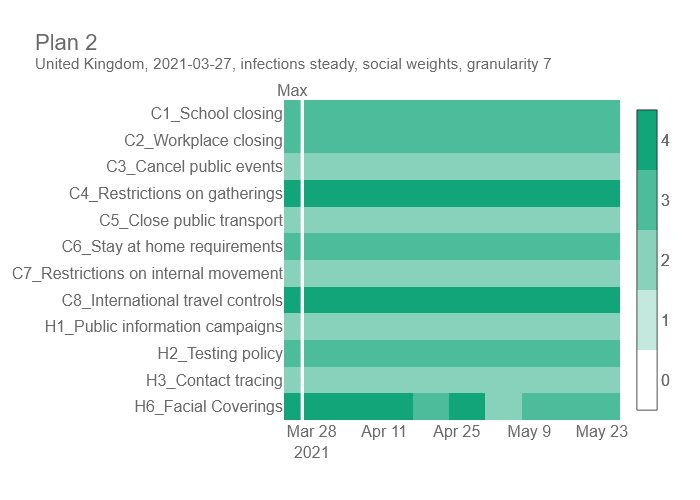 Plan 2
United Kingdom, 2021-03-27, infections steady, social weights, granularity 7
Max
C1_School closing
C2_Workplace closing
C3_Cancel public events
C4_Restrictions on gatherings
C5_Close public transport
C6_Stay at home requirements
C7_Restrictions on internal movement
C8_International travel controls
H1_Public information campaigns
H2_Testing policy
H3_Contact tracing
H6_Facial Coverings
Mar 28 Apr 11 Apr 25 May 9 May 23
2021
4
3
2
1
0